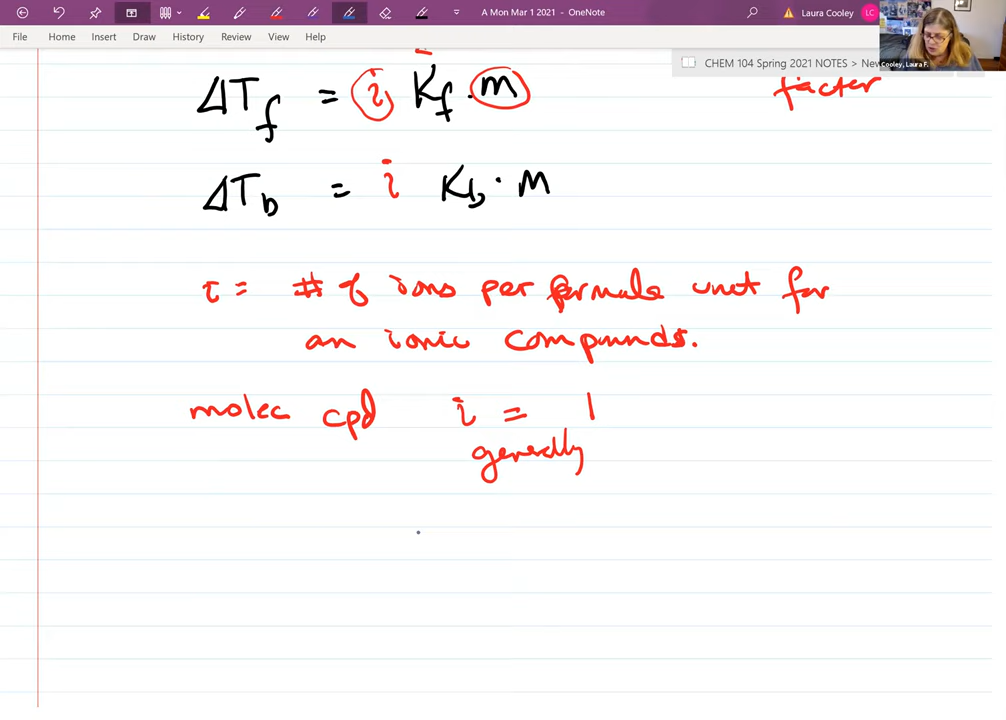 A Mon Mar 1 2021 - OneNote
Laura Cooley
LC
File Home Insert Draw History Review View Help
Cooley, Laura F.
CHEM 104 Spring 2021 NOTES > New
factor
ΔTf = i Kf · m
ΔTb = i Kb · m
i = # of ions per formula unit for
an ionic compounds.
molec cpd i = 1
generally